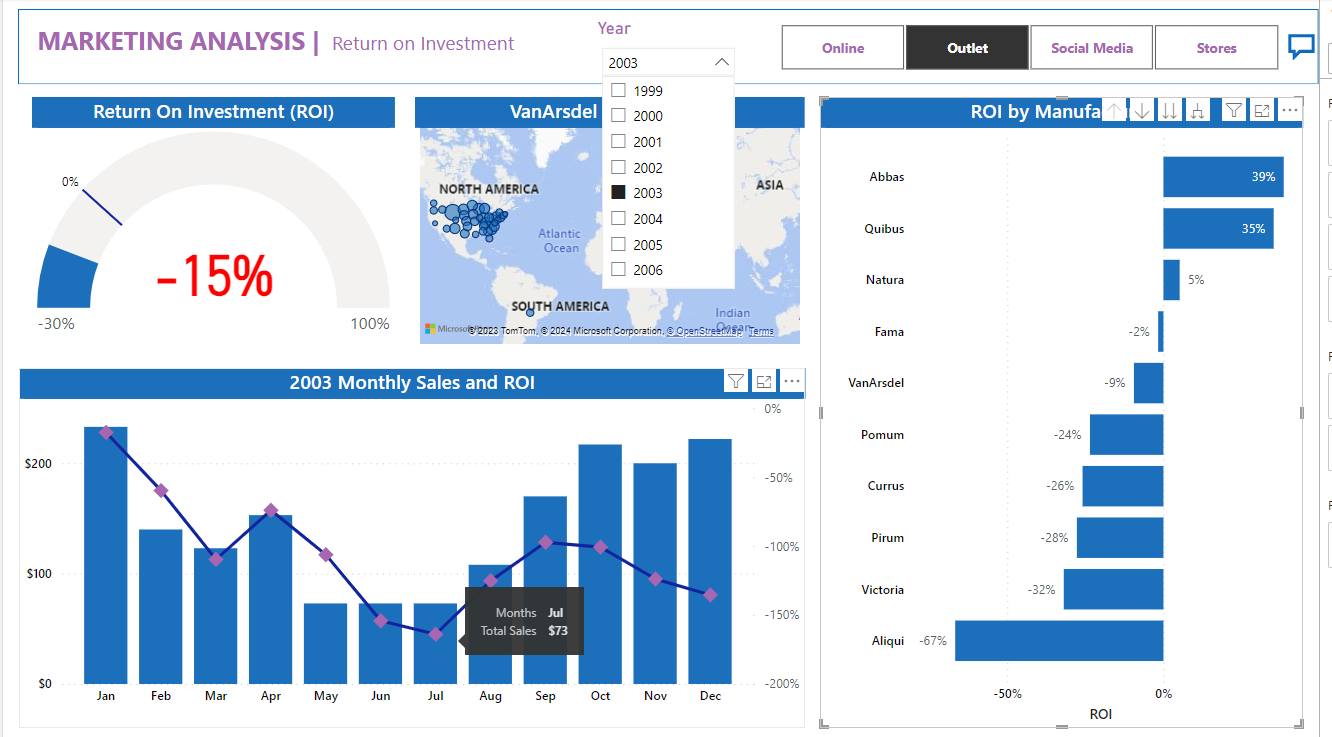 MARKETING ANALYSIS | Return on Investment
Year
2003
1999
2000
2001
2002
2003
2004
2005
2006
Online
Outlet
Social Media
Stores
Return On Investment (ROI)
0%
-15%
-30%
100%
VanArsdel
NORTH AMERICA
ASIA
Atlantic
Ocean
SOUTH AMERICA
Indian
Ocean
© 2023 TomTom, © 2024 Microsoft Corporation, © OpenStreetMap Terms
2003 Monthly Sales and ROI
0%
$200
-50%
$100
-100%
-150%
$0
-200%
Months Jul
Total Sales $73
Jan Feb Mar Apr May Jun Jul Aug Sep Oct Nov Dec
ROI by Manufa
Abbas 39%
Quibus 35%
Natura 5%
Fama -2%
VanArsdel -9%
Pomum -24%
Currus -26%
Pirum -28%
Victoria -32%
Aliqui -67%
-50% 0%
ROI